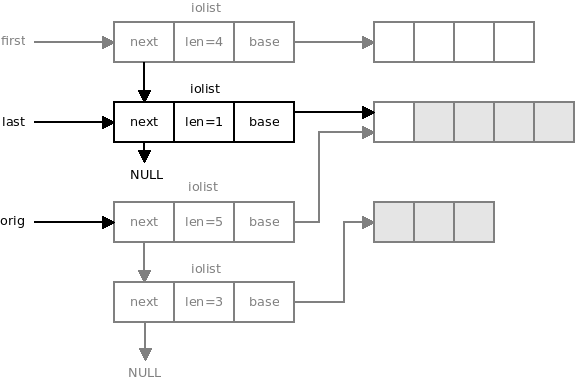 iolist
first next len=4 base
iolist
last next len=1 base
NULL
iolist
orig next len=5 base
iolist
next len=3 base
NULL